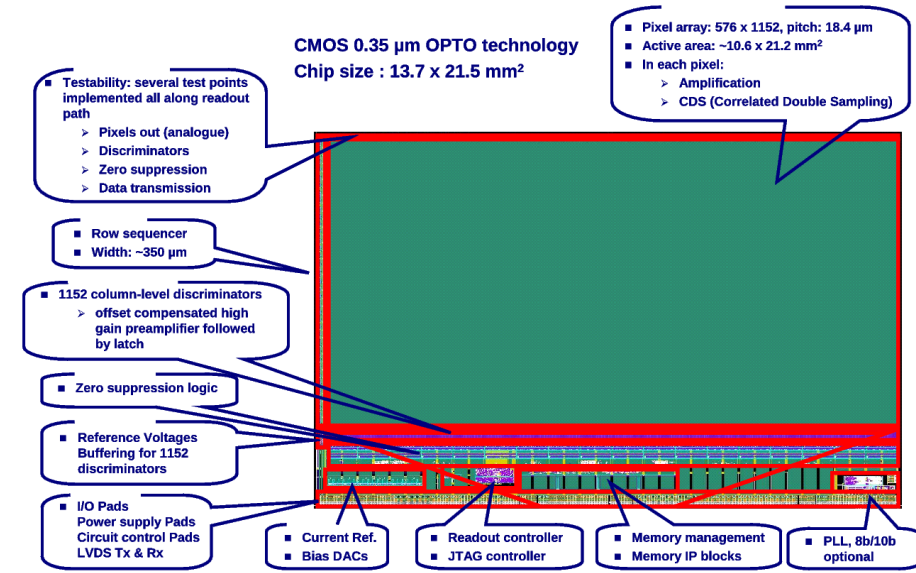 CMOS 0.35 µm OPTO technology
Chip size : 13.7 x 21.5 mm²
■ Pixel array: 576 x 1152, pitch: 18.4 µm
■ Active area: ~10.6 x 21.2 mm²
■ In each pixel:
➢ Amplification
➢ CDS (Correlated Double Sampling)
■ Testability: several test points
implemented all along readout
path
➢ Pixels out (analogue)
➢ Discriminators
➢ Zero suppression
➢ Data transmission
■ Row sequencer
■ Width: ~350 µm
■ 1152 column-level discriminators
➢ offset compensated high
gain preamplifier followed
by latch
■ Zero suppression logic
■ Reference Voltages
Buffering for 1152
discriminators
■ I/O Pads
Power supply Pads
Circuit control Pads
LVDS Tx & Rx
■ Current Ref.
■ Bias DACs
■ Readout controller
■ JTAG controller
■ Memory management
■ Memory IP blocks
■ PLL, 8b/10b
optional